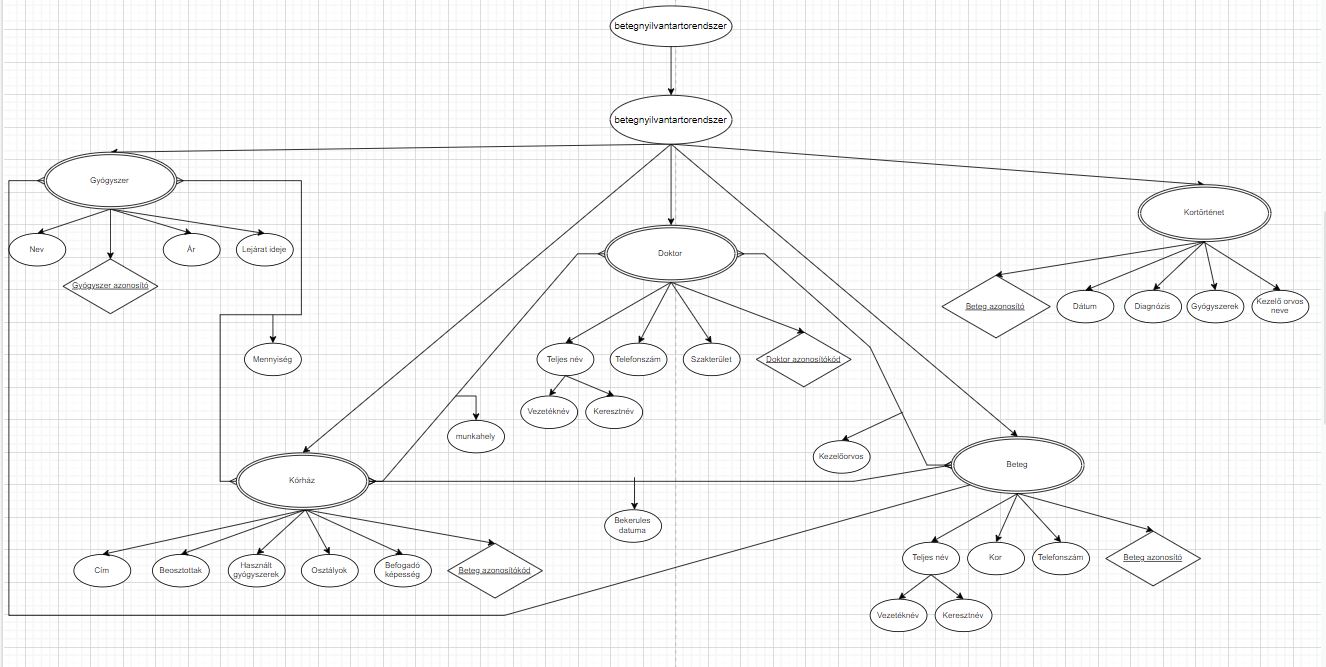 betegnyilvantartorendszer
betegnyilvantartorendszer
Gyógyszer
Nev
Gyógyszer azonosító
Ár
Lejárat ideje
Mennyiség
Doktor
Teljes név
Telefonszám
Szakterület
Doktor azonosítókód
Vezetéknév
Keresztnév
munkahely
Kezelőorvos
Kortörténet
Beteg azonosító
Dátum
Diagnózis
Gyógyszerek
Kezelő orvos
neve
Kórház
Cím
Beosztottak
Használt
gyógyszerek
Osztályok
Befogadó
képesség
Beteg azonosítókód
Bekerules
datuma
Beteg
Teljes név
Kor
Telefonszám
Beteg azonosító
Vezetéknév
Keresztnév